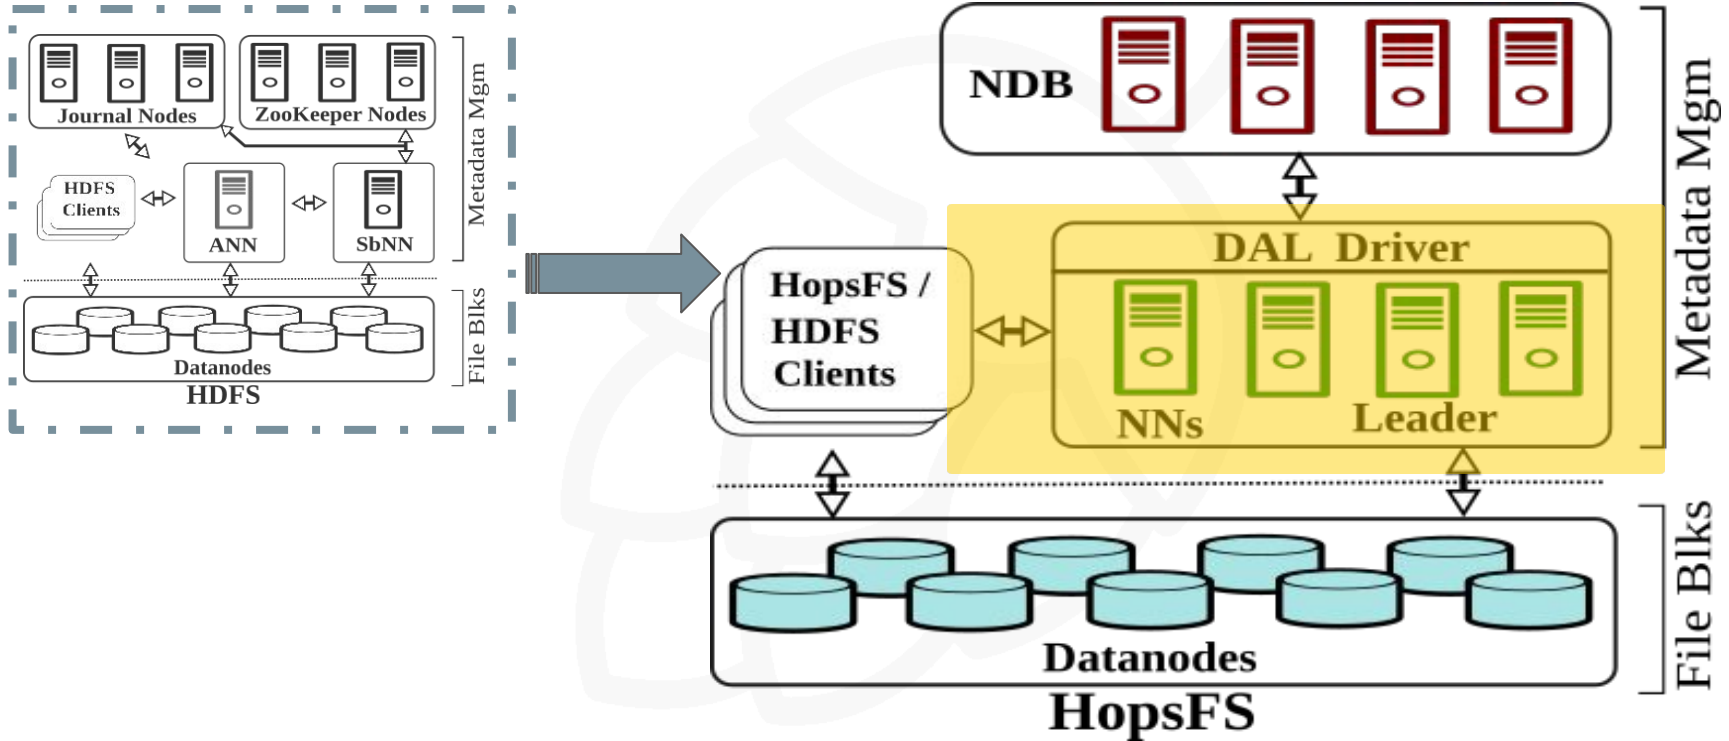 Journal Nodes
ZooKeeper Nodes
Metadata Mgm
HDFS
Clients
ANN
SbNN
Datanodes
File Blks
HDFS
NDB
Metadata Mgm
DAL Driver
HopsFS /
HDFS
Clients
NNs
Leader
Datanodes
File Blks
HopsFS